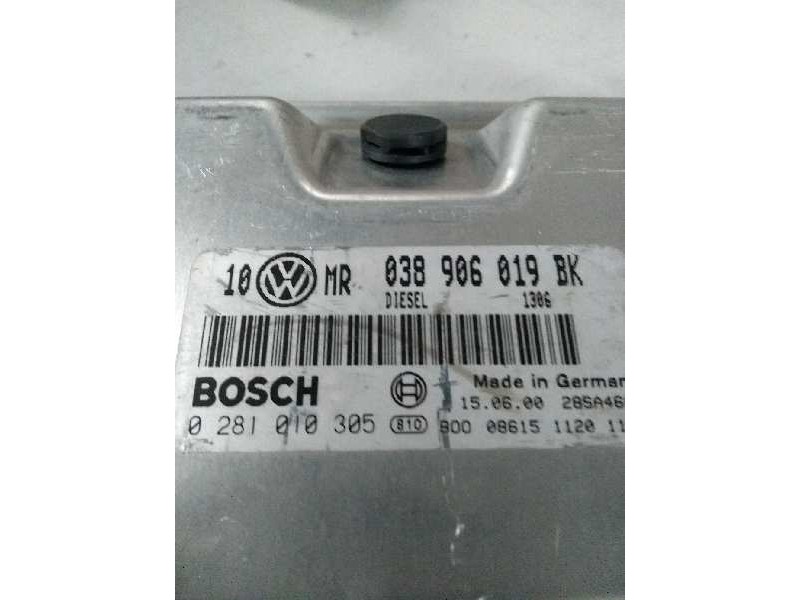 10 VW MR 038 906 019 BK
DIESEL 1306
BOSCH Made in German
15.06.00 28SA46
0 281 010 305 810 800 08615 1120 11